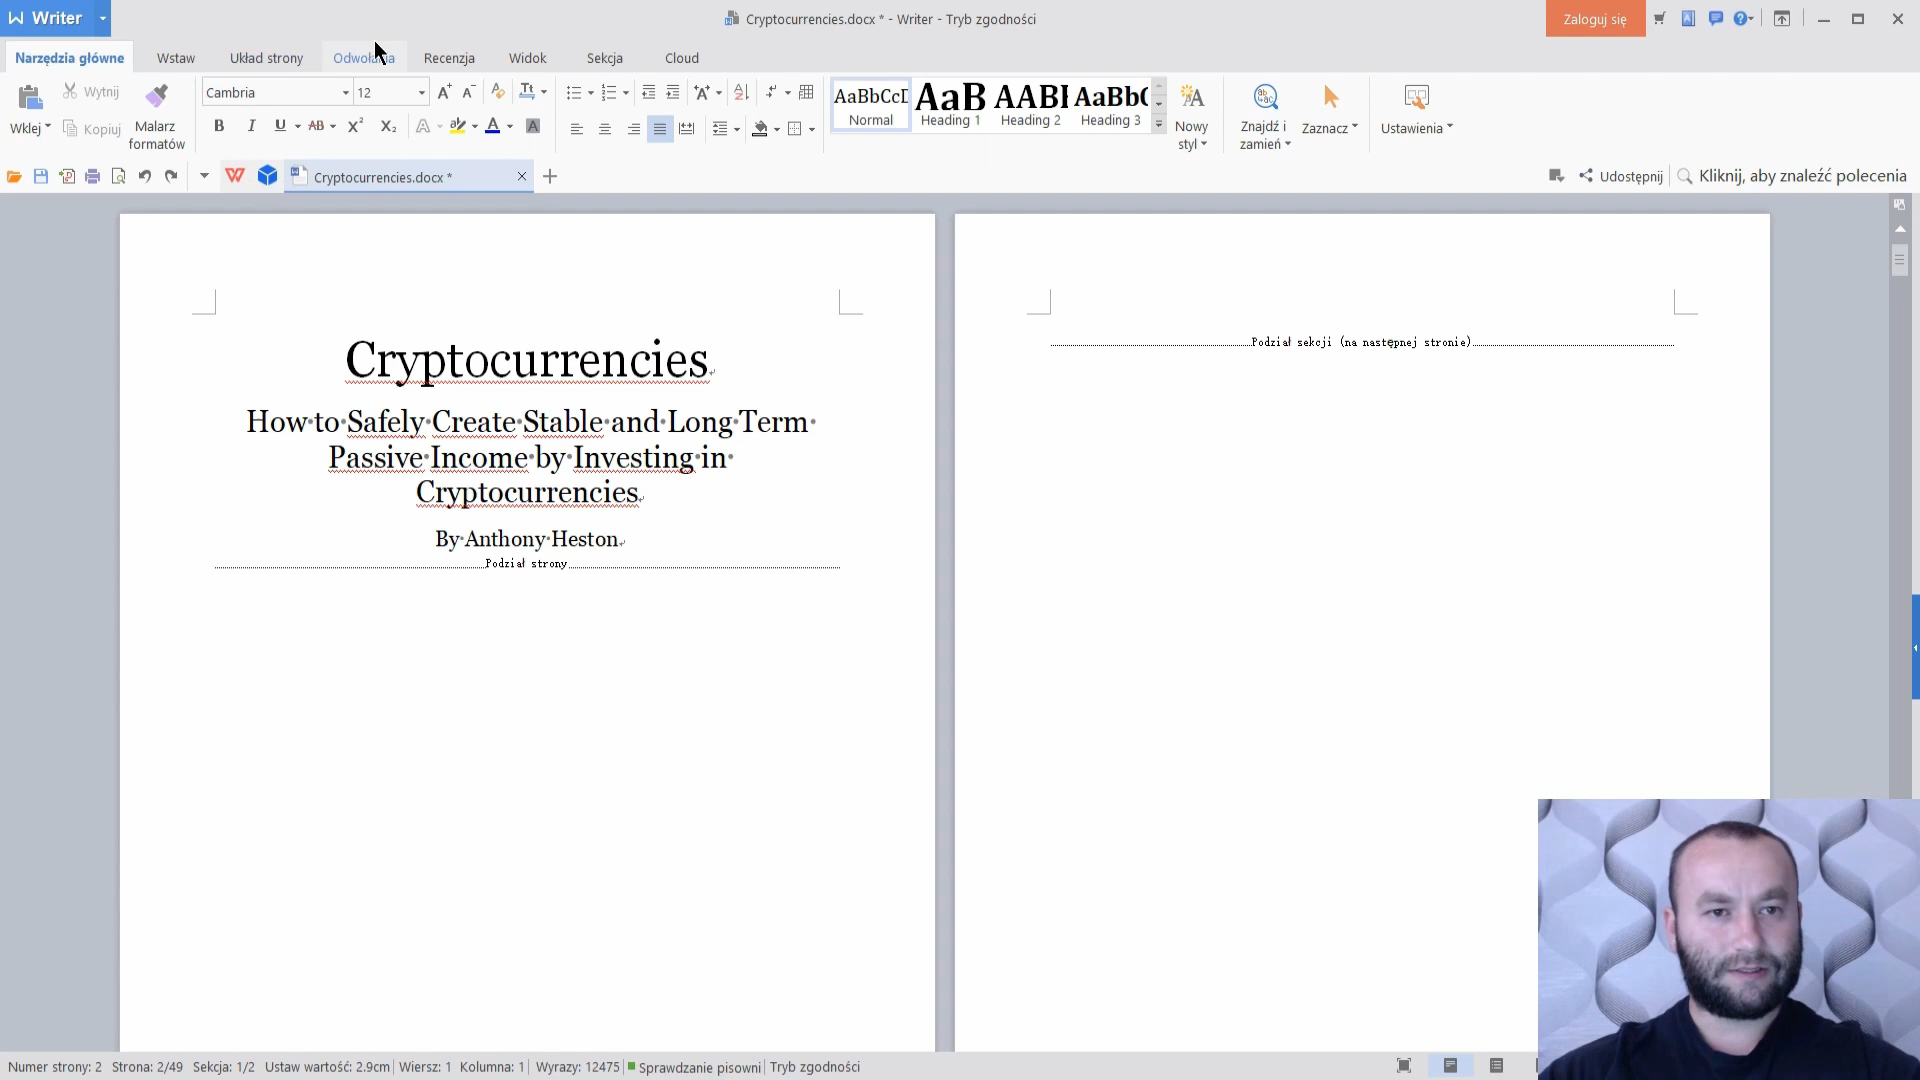 Writer
Cryptocurrencies.docx * - Writer - Tryb zgodności
Zaloguj się
Narzędzia główne
Wstaw
Układ strony
Odwołania
Recenzja
Widok
Sekcja
Cloud
Wklej
Wytnij
Kopiuj
Malarz
formatów
Cambria
12
AaBbCcD
Normal
AaB
Heading 1
AABI
Heading 2
AaBb(
Heading 3
Nowy
styl
Znajdź i
zamień
Zaznacz
Ustawienia
Cryptocurrencies.docx *
Udostępnij
Kliknij, aby znaleźć polecenia
Cryptocurrencies
How to Safely Create Stable and Long Term
Passive Income by Investing in
Cryptocurrencies
By Anthony Heston
Podział strony
Podział sekcji (na następnej stronie)
Numer strony: 2 Strona: 2/49 Sekcja: 1/2 Ustaw wartość: 2.9cm Wiersz: 1 Kolumna: 1 Wyrazy: 12475 Sprawdzanie pisowni Tryb zgodności